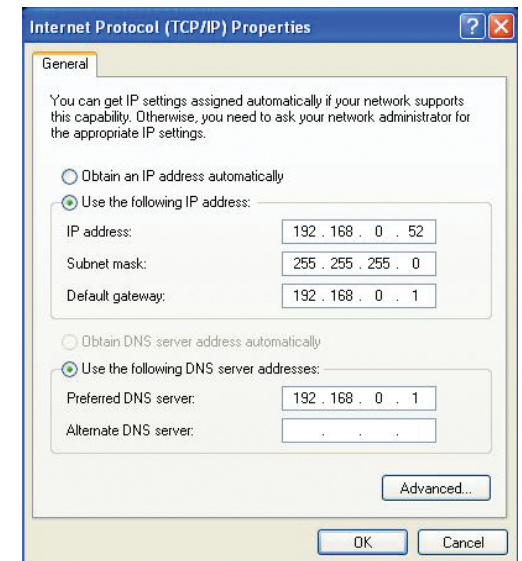 Internet Protocol (TCP/IP) Properties
General
You can get IP settings assigned automatically if your network supports
this capability. Otherwise, you need to ask your network administrator for
the appropriate IP settings.
Obtain an IP address automatically
Use the following IP address:
IP address: 192 . 168 . 0 . 52
Subnet mask: 255 . 255 . 255 . 0
Default gateway: 192 . 168 . 0 . 1
Obtain DNS server address automatically
Use the following DNS server addresses:
Preferred DNS server: 192 . 168 . 0 . 1
Alternate DNS server: . . .
Advanced...
OK Cancel